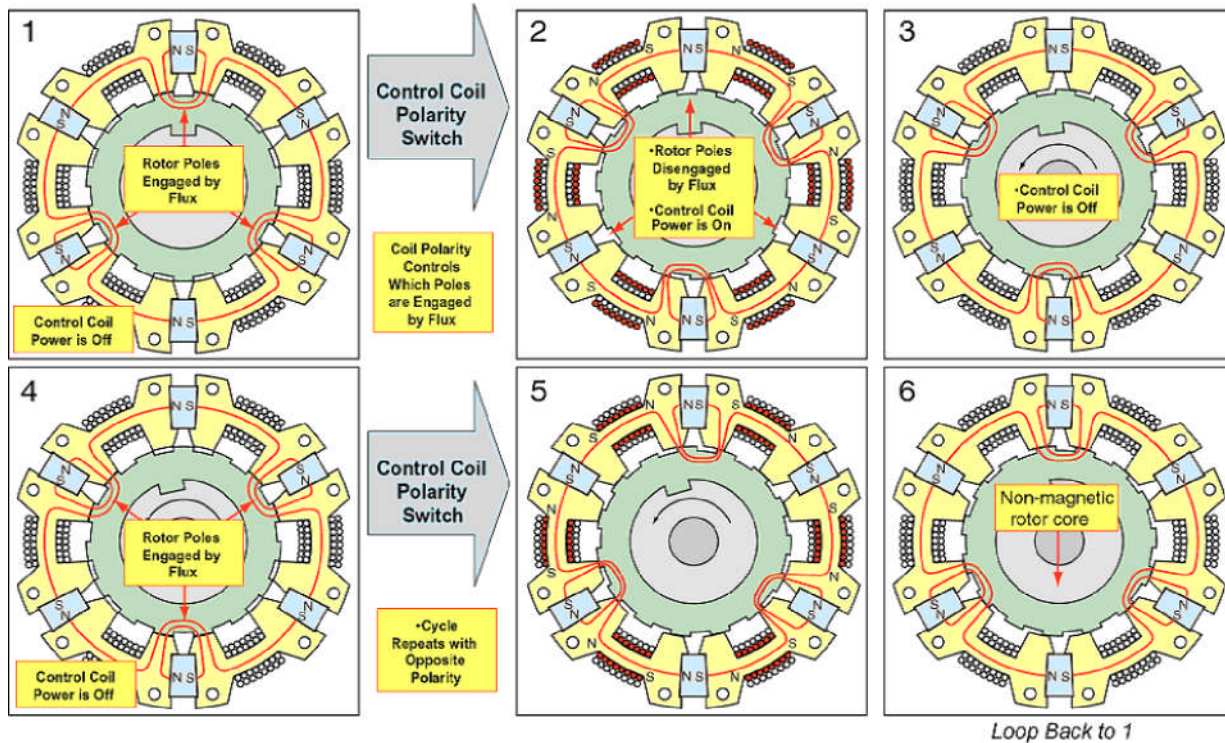 1
N S
Rotor Poles
Engaged by
Flux
Control Coil
Power is Off
Control Coil
Polarity
Switch
Coil Polarity
Controls
Which Poles
are Engaged
by Flux
2
•Rotor Poles
Disengaged
by Flux
•Control Coil
Power is On
3
•Control Coil
Power is Off
4
Rotor Poles
Engaged by
Flux
Control Coil
Power is Off
Control Coil
Polarity
Switch
•Cycle
Repeats with
Opposite
Polarity
5
6
Non-magnetic
rotor core
Loop Back to 1